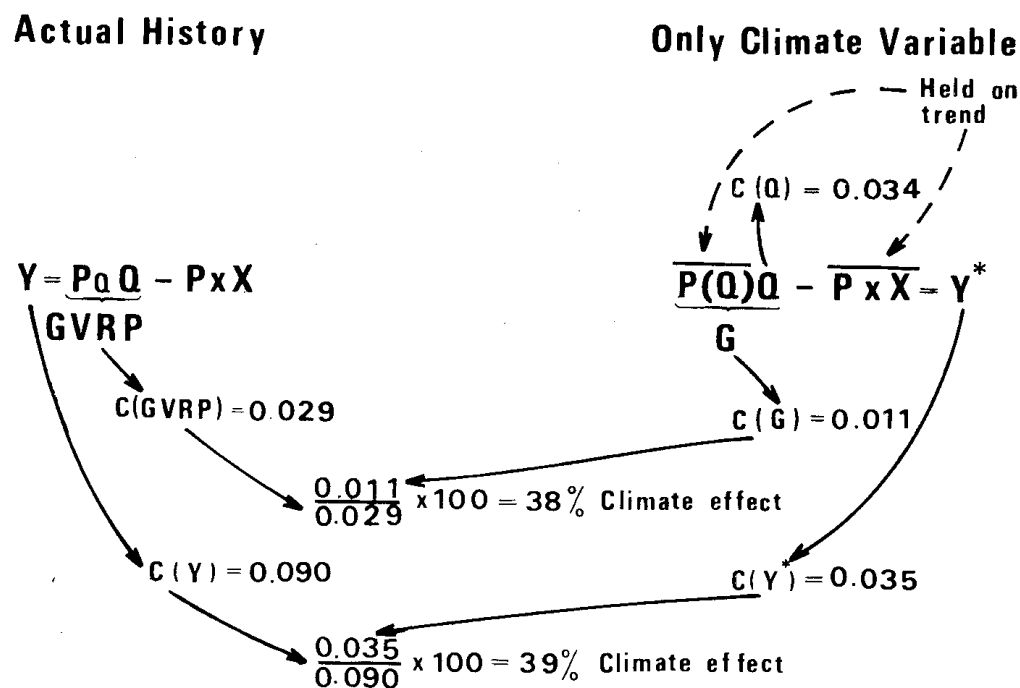 Actual History
Only Climate Variable
Held on
trend
C(Q) = 0.034
Y = PQ Q - PxX
GVRP
P(Q)Q - PxX = Y*
G
C(GVRP) = 0.029
C(G) = 0.011
0.011
0.029 x 100 = 38% Climate effect
C(Y) = 0.090
C(Y*) = 0.035
0.035
0.090 x 100 = 39% Climate effect